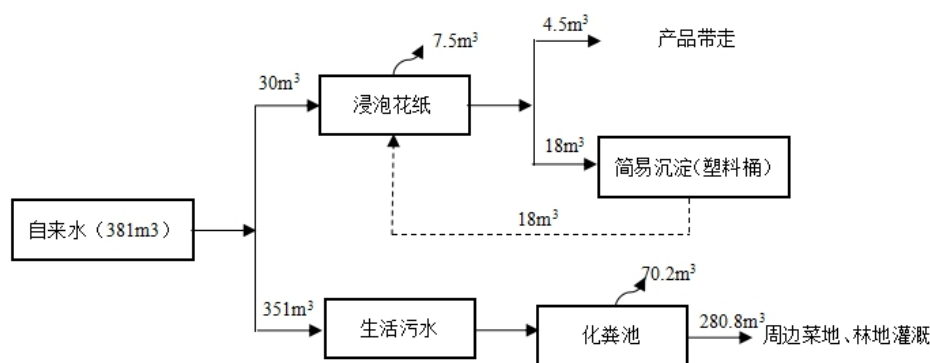 4.5m³
产品带走
7.5m³
30m³
浸泡花纸
18m³
简易沉淀（塑料桶）
18m³
自来水（381m3）
70.2m³
351m³
生活污水
化粪池
280.8m³
周边菜地、林地灌溉